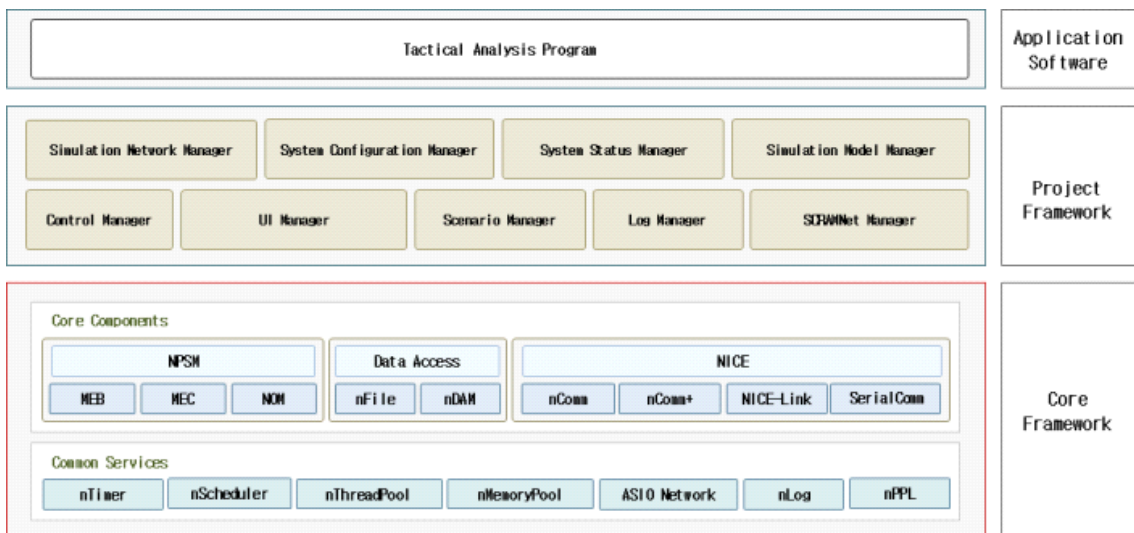 Tactical Analysis Program
Application
Software
Simulation Network Manager
System Configuration Manager
System Status Manager
Simulation Model Manager
Control Manager
UI Manager
Scenario Manager
Log Manager
SCRAMNet Manager
Project
Framework
Core Components
NPSM
MEB
MEC
NOM
Data Access
nFile
nDAM
NICE
nComm
nComm+
NICE-Link
SerialComm
Common Services
nTimer
nScheduler
nThreadPool
nMemoryPool
ASIO Network
nLog
nPPL
Core
Framework